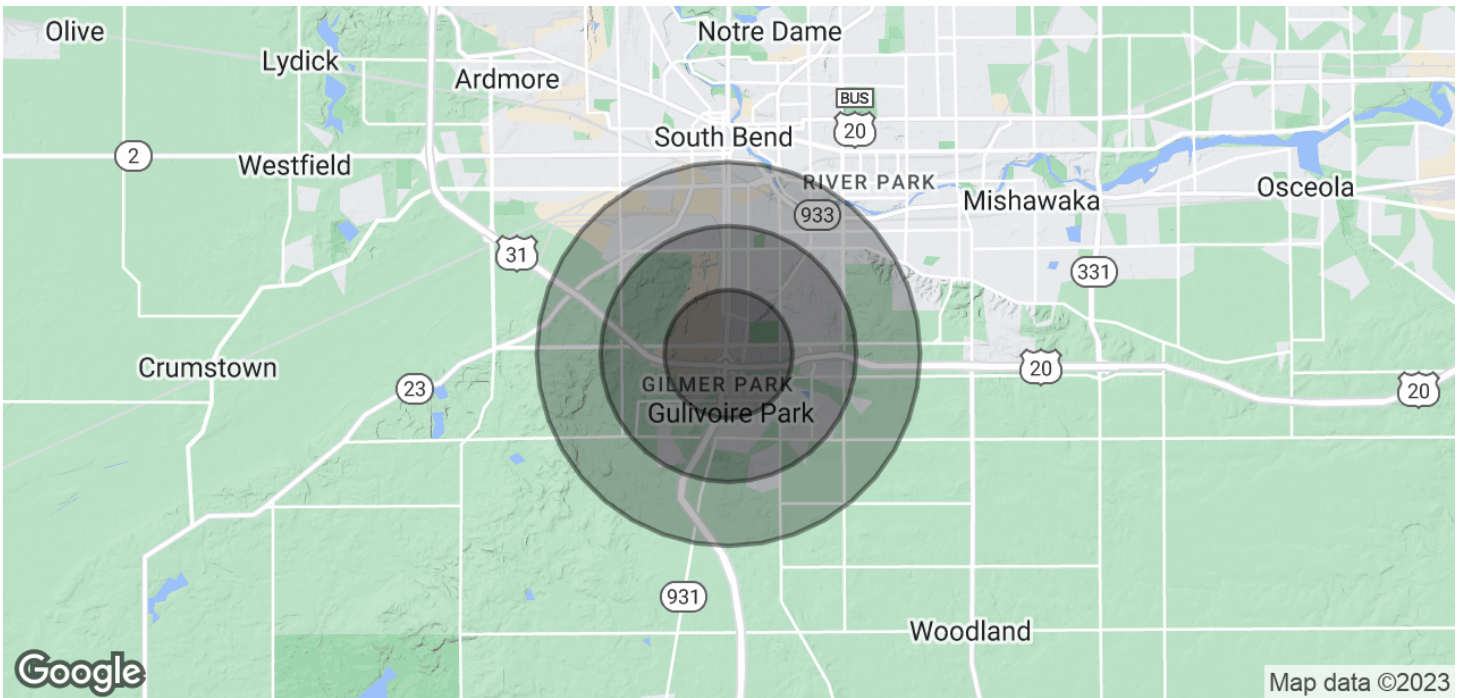 Olive
Notre Dame
Lydick
Ardmore
BUS
20
South Bend
2
Westfield
RIVER PARK
Osceola
Mishawaka
933
31
331
Crumstown
20
GILMER PARK
23
20
Gulivoire Park
931
Woodland
Google
Map data ©2023